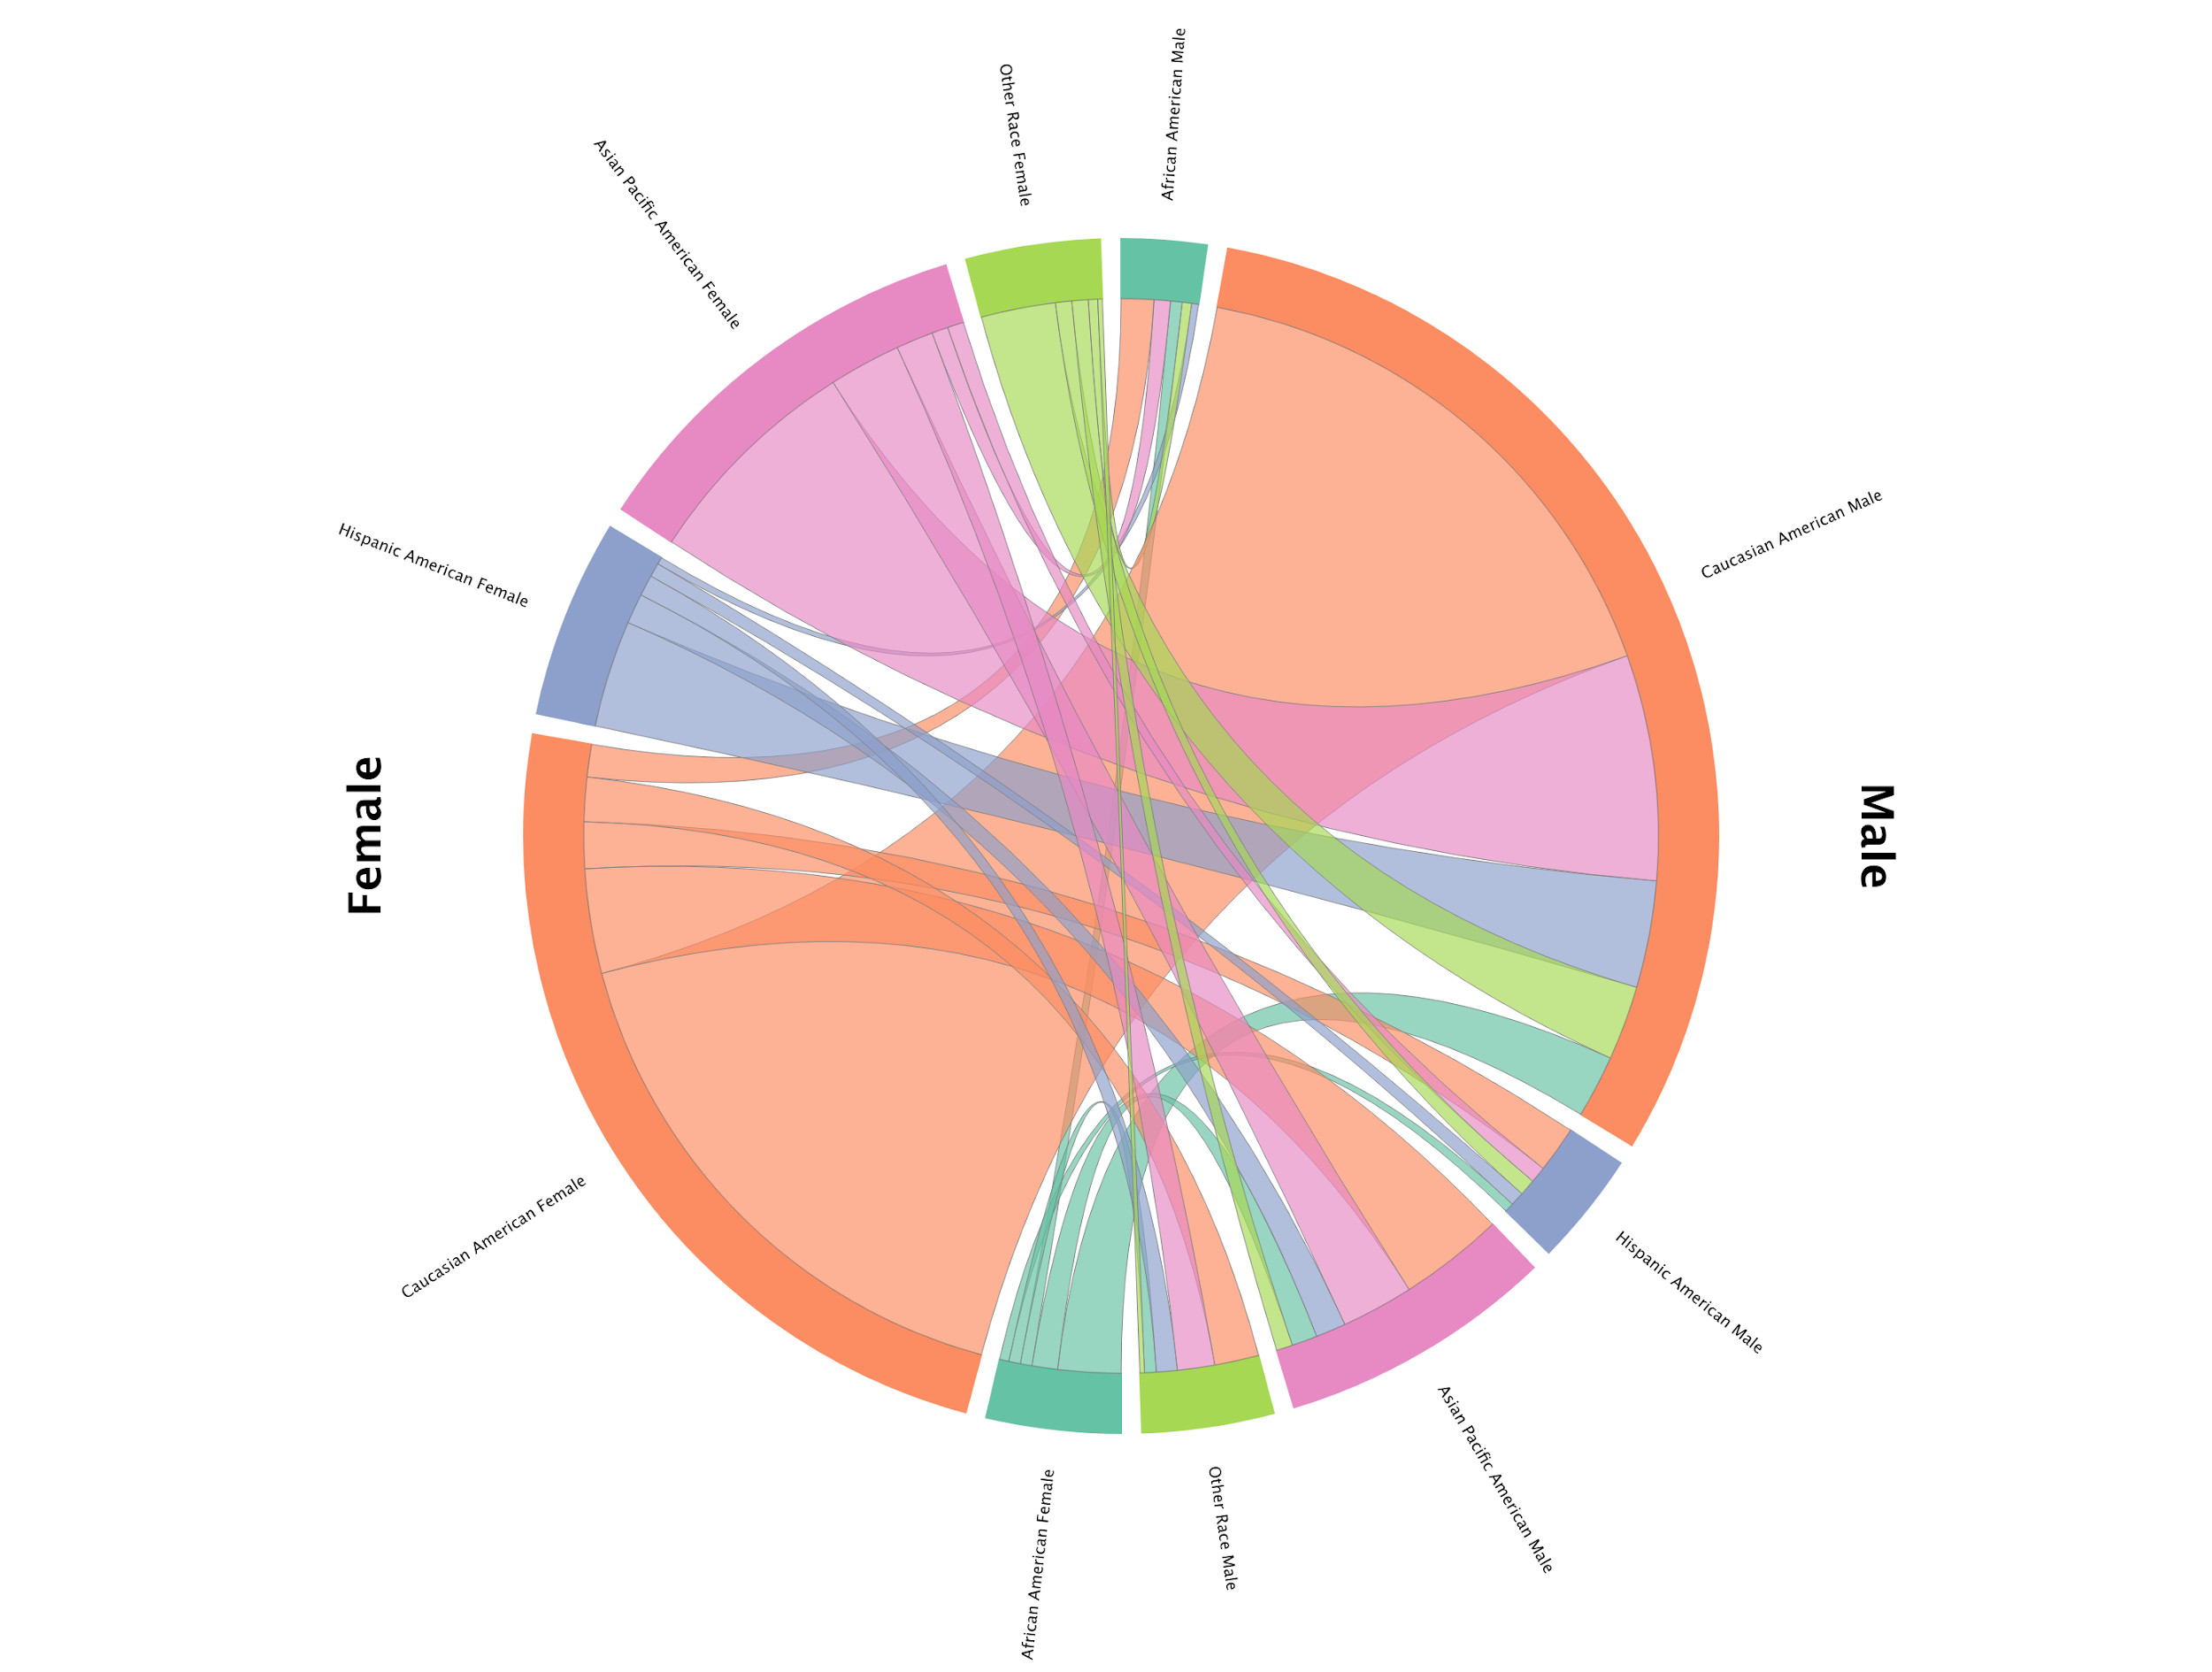 African American Male
Other Race Female
Asian Pacific American Female
Caucasian American Male
Hispanic American Female
Female
Male
Caucasian American Female
Hispanic American Male
Asian Pacific American Male
Other Race Male
African American Female